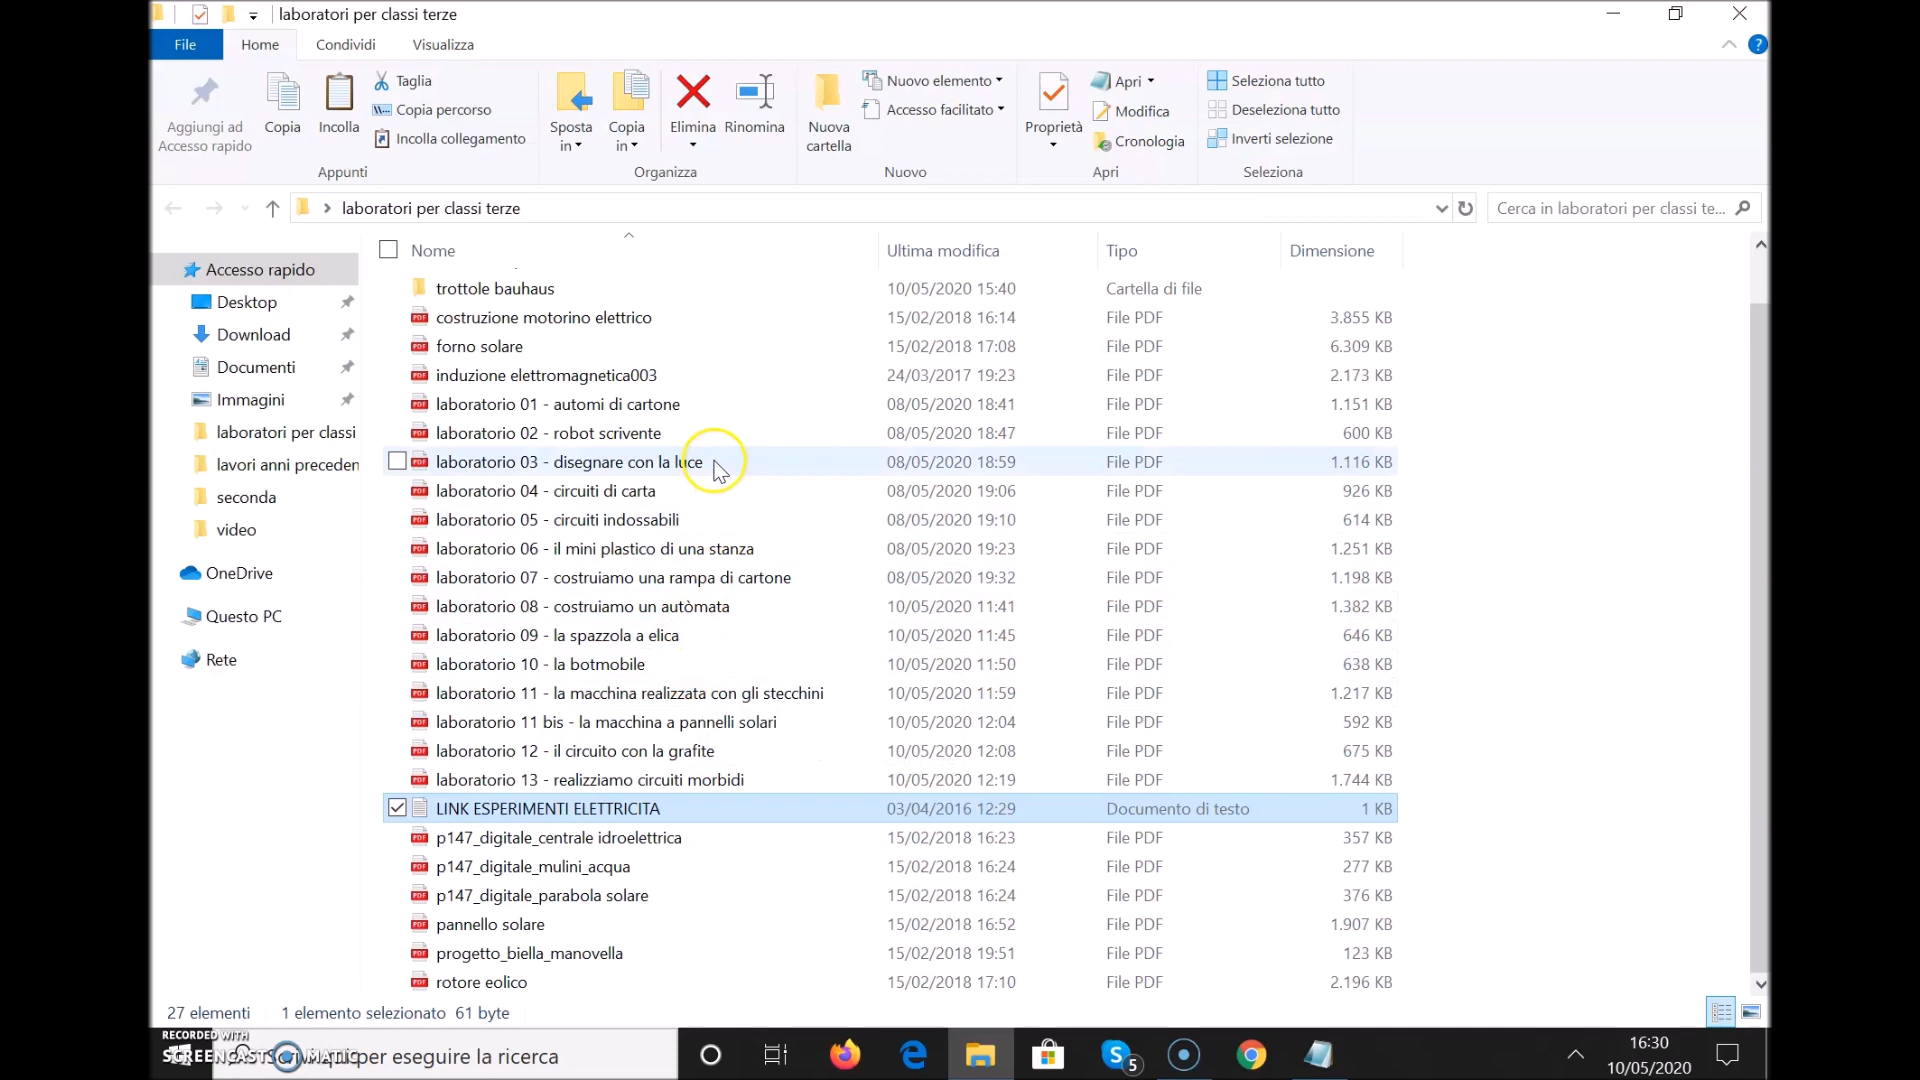 laboratori per classi terze
File Home Condividi Visualizza
Aggiungi ad Accesso rapido
Copia
Incolla
Taglia
Copia percorso
Incolla collegamento
Appunti
Sposta in
Copia in
Elimina
Rinomina
Organizza
Nuova cartella
Nuovo elemento
Accesso facilitato
Nuovo
Proprietà
Apri
Modifica
Cronologia
Apri
Seleziona tutto
Deseleziona tutto
Inverti selezione
Seleziona
laboratori per classi terze
Cerca in laboratori per classi te...
Accesso rapido
Desktop
Download
Documenti
Immagini
laboratori per classi
lavori anni preceden
seconda
video
OneDrive
Questo PC
Rete
Nome Ultima modifica Tipo Dimensione
trottole bauhaus 10/05/2020 15:40 Cartella di file
costruzione motorino elettrico 15/02/2018 16:14 File PDF 3.855 KB
forno solare 15/02/2018 17:08 File PDF 6.309 KB
induzione elettromagnetica003 24/03/2017 19:23 File PDF 2.173 KB
laboratorio 01 - automi di cartone 08/05/2020 18:41 File PDF 1.151 KB
laboratorio 02 - robot scrivente 08/05/2020 18:47 File PDF 600 KB
laboratorio 03 - disegnare con la luce 08/05/2020 18:59 File PDF 1.116 KB
laboratorio 04 - circuiti di carta 08/05/2020 19:06 File PDF 926 KB
laboratorio 05 - circuiti indossabili 08/05/2020 19:10 File PDF 614 KB
laboratorio 06 - il mini plastico di una stanza 08/05/2020 19:23 File PDF 1.251 KB
laboratorio 07 - costruiamo una rampa di cartone 08/05/2020 19:32 File PDF 1.198 KB
laboratorio 08 - costruiamo un autòmata 10/05/2020 11:41 File PDF 1.382 KB
laboratorio 09 - la spazzola a elica 10/05/2020 11:45 File PDF 646 KB
laboratorio 10 - la botmobile 10/05/2020 11:50 File PDF 638 KB
laboratorio 11 - la macchina realizzata con gli stecchini 10/05/2020 11:59 File PDF 1.217 KB
laboratorio 11 bis - la macchina a pannelli solari 10/05/2020 12:04 File PDF 592 KB
laboratorio 12 - il circuito con la grafite 10/05/2020 12:08 File PDF 675 KB
laboratorio 13 - realizziamo circuiti morbidi 10/05/2020 12:19 File PDF 1.744 KB
LINK ESPERIMENTI ELETTRICITA 03/04/2016 12:29 Documento di testo 1 KB
p147_digitale_centrale idroelettrica 15/02/2018 16:23 File PDF 357 KB
p147_digitale_mulini_acqua 15/02/2018 16:24 File PDF 277 KB
p147_digitale_parabola solare 15/02/2018 16:24 File PDF 376 KB
pannello solare 15/02/2018 16:52 File PDF 1.907 KB
progetto_biella_manovella 15/02/2018 19:51 File PDF 123 KB
rotore eolico 15/02/2018 17:10 File PDF 2.196 KB
27 elementi 1 elemento selezionato 61 byte
RECORDED WITH
SCREENCAST MATIC
qui per eseguire la ricerca
5
16:30
10/05/2020